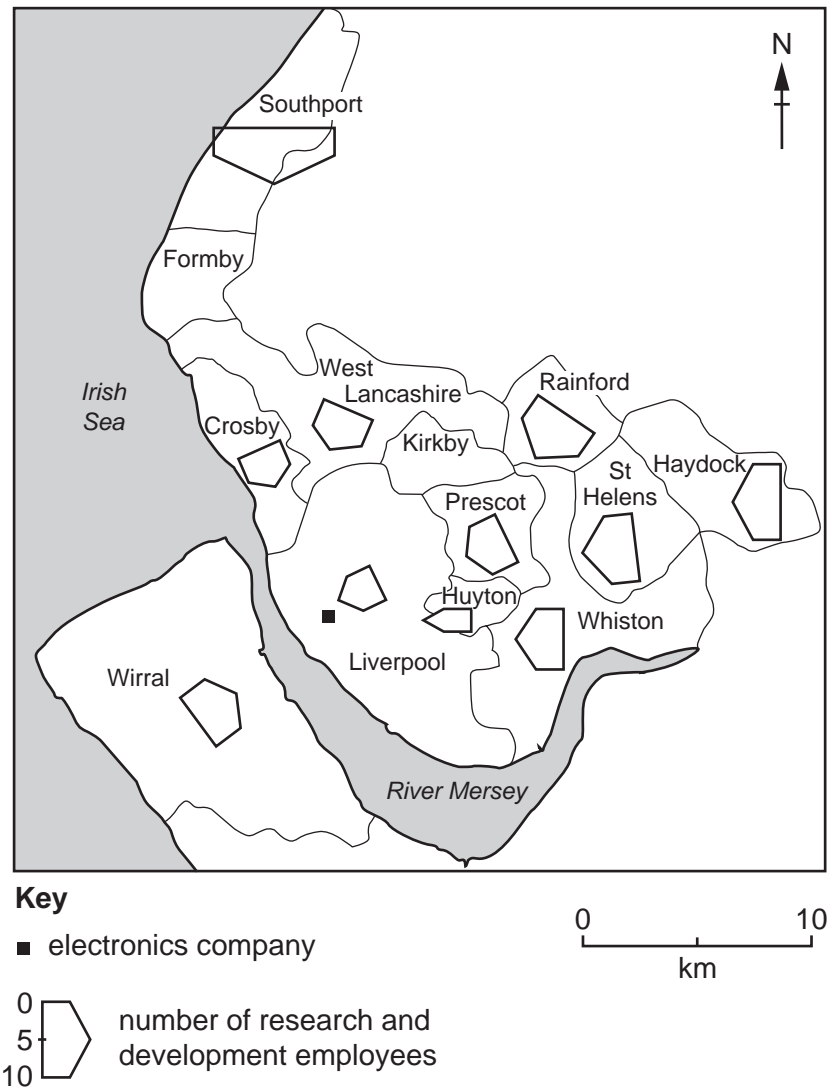 N
Southport
Formby
West
Lancashire
Rainford
Irish
Sea
Crosby
Kirkby
St
Helens
Haydock
Prescot
Huyton
Whiston
Liverpool
Wirral
River Mersey
Key
electronics company
0 10
km
0
5
10
number of research and
development employees